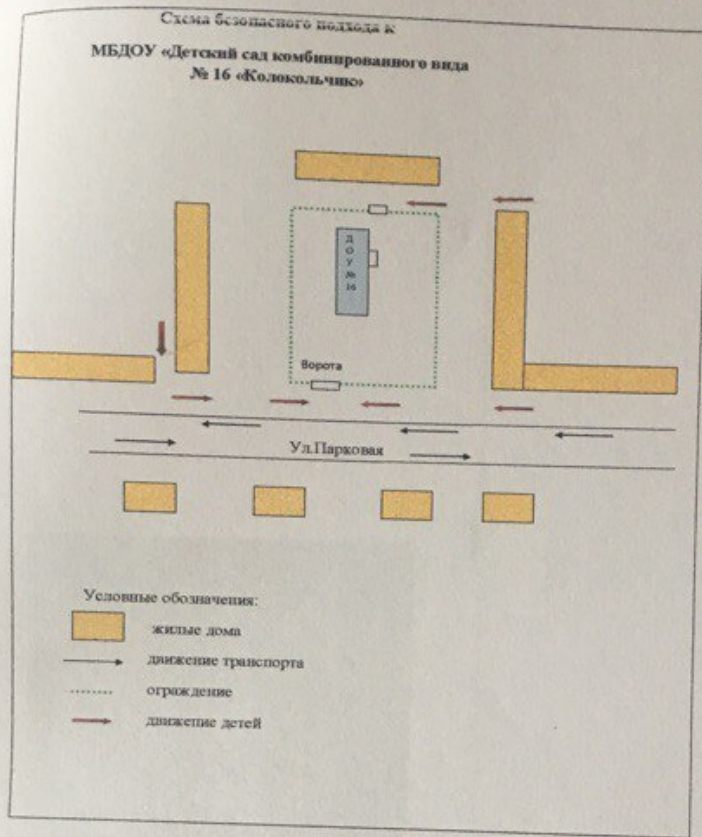 Схема безопасного подхода к
МБДОУ «Детский сад комбинированного вида
№ 16 «Колокольчик»
Д
О
У
№
16
Ворота
Ул.Парковая
Условные обозначения:
жилые дома
движение транспорта
ограждение
движение детей